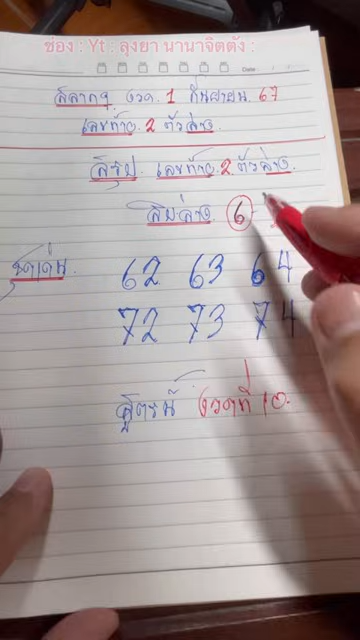 ช่อง : Yt : ลุงยา นานาจิตตัง :
Date
สลากฯ งวด. 1 กันยายน 67
เลขท้าย 2 ตัวล่าง
สรุป เลขท้าย 2 ตัวล่าง
สิบล่าง 6
ชุดเด่น 62 63 64
72 73 74
สูตรนี้ งวดที่ 10.